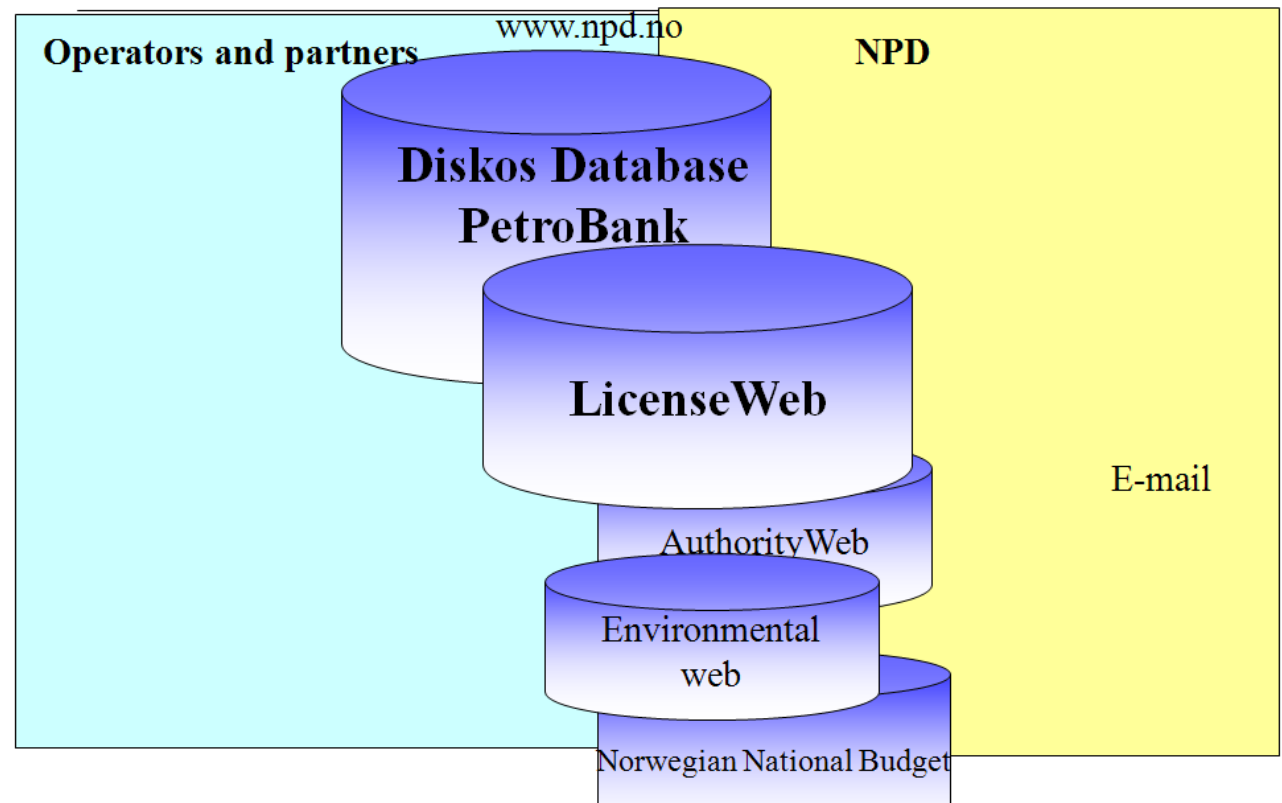 www.npd.no
Operators and partners
NPD
Diskos Database
PetroBank
LicenseWeb
E-mail
AuthorityWeb
Environmental
web
Norwegian National Budget